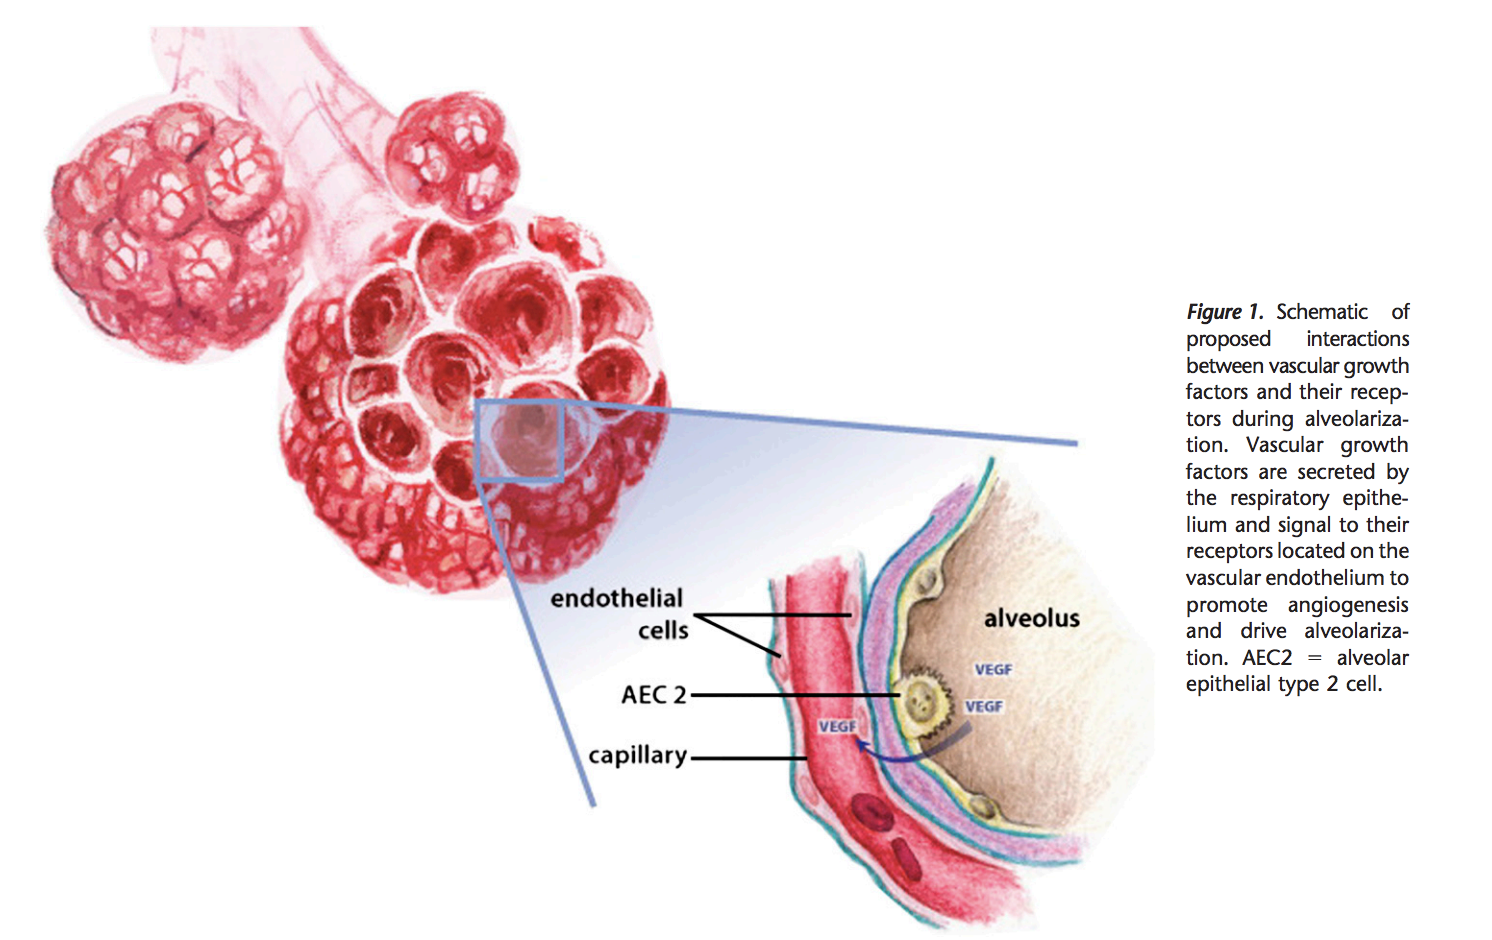 endothelial
cells
AEC 2
capillary
alveolus
VEGF
VEGF
VEGF
Figure 1. Schematic of
proposed interactions
between vascular growth
factors and their recep-
tors during alveolariza-
tion. Vascular growth
factors are secreted by
the respiratory epithe-
lium and signal to their
receptors located on the
vascular endothelium to
promote angiogenesis
and drive alveolariza-
tion. AEC2 = alveolar
epithelial type 2 cell.